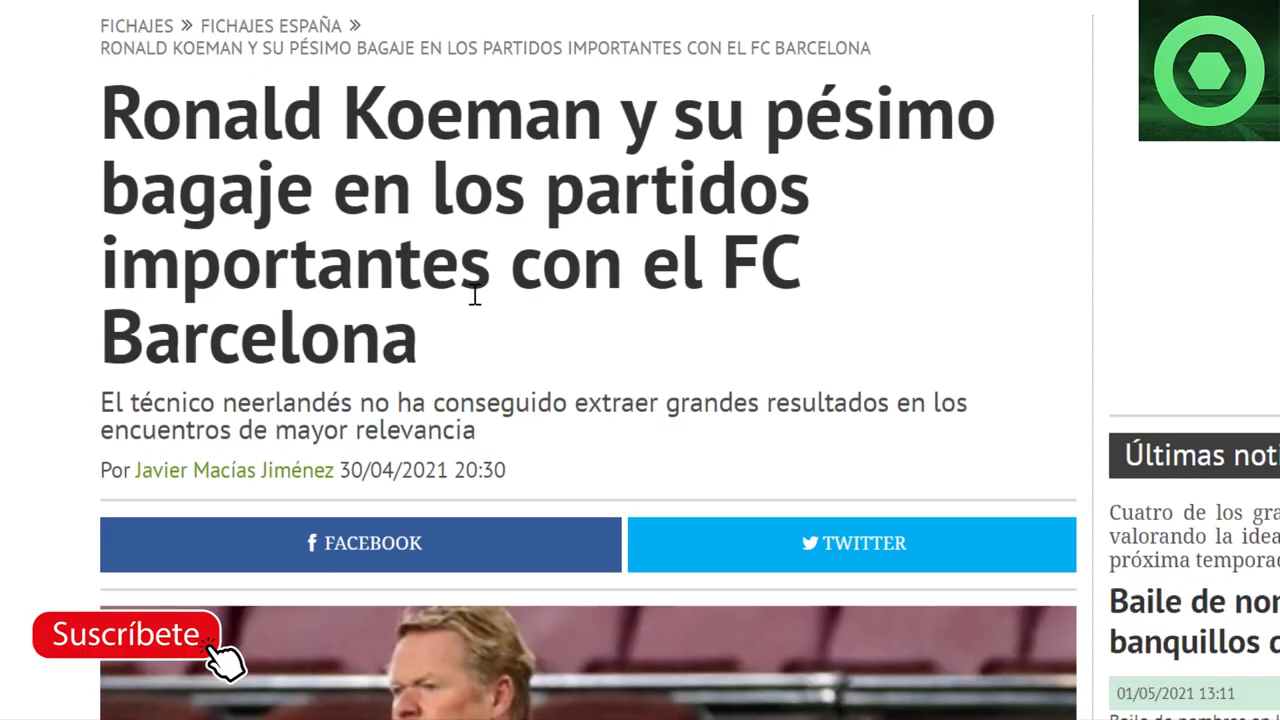 FICHAJES » FICHAJES ESPAÑA »
RONALD KOEMAN Y SU PÉSIMO BAGAJE EN LOS PARTIDOS IMPORTANTES CON EL FC BARCELONA
Ronald Koeman y su pésimo
bagaje en los partidos
importantes con el FC
Barcelona
El técnico neerlandés no ha conseguido extraer grandes resultados en los
encuentros de mayor relevancia
Por Javier Macías Jiménez 30/04/2021 20:30
FACEBOOK
TWITTER
Suscríbete
Últimas noti
Cuatro de los gra
valorando la idea
próxima temporad
Baile de nor
banquillos d
01/05/2021 13:11